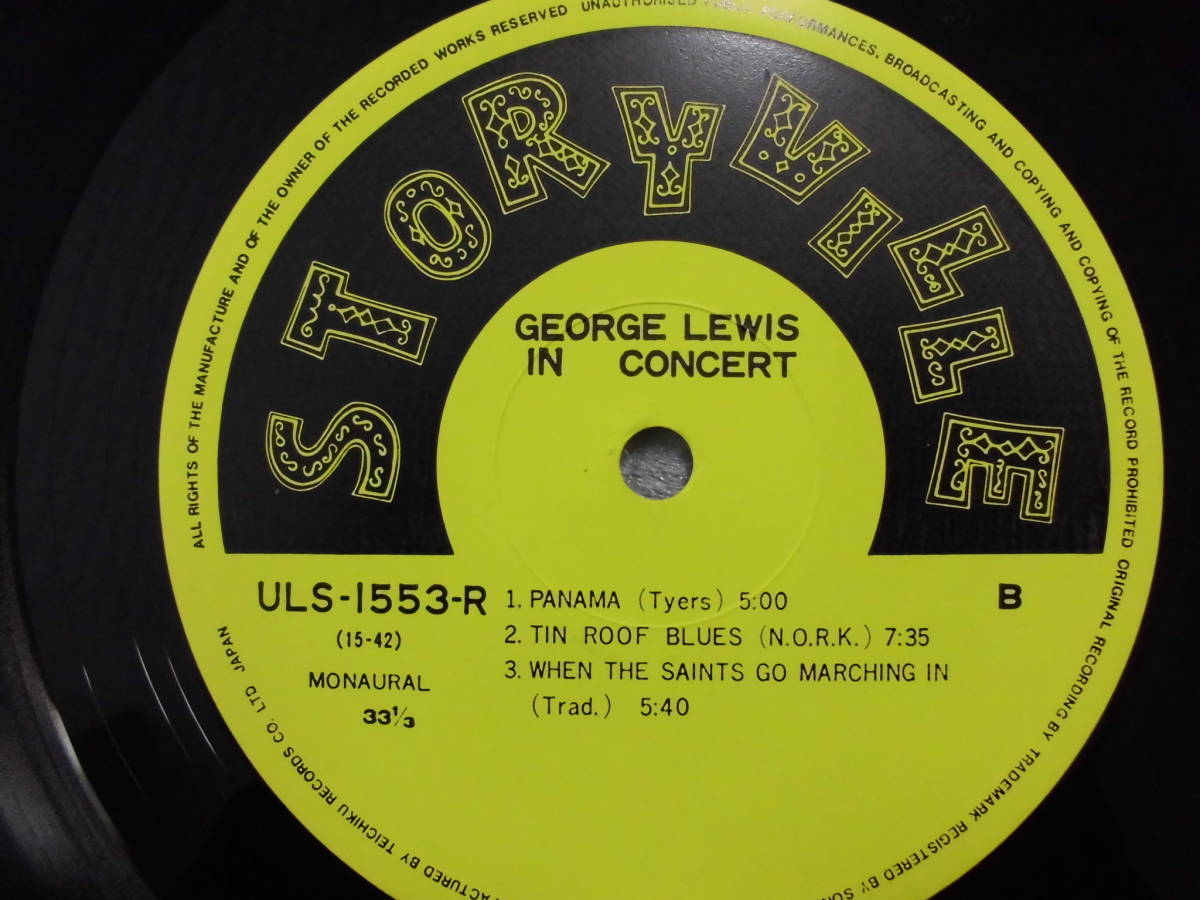 ALL RIGHTS OF THE MANUFACTURE AND OF THE OWNER OF THE RECORDED WORKS RESERVED UNAUTHORISED PERFORMANCES, BROADCASTING AND COPYING AND COPYING OF THE RECORD PROHIBITED ORIGINAL RECORDING BY TRADEMARK REGISTERED BY
STORYVILLE
GEORGE LEWIS
IN CONCERT
ULS-1553-R
(15-42)
MONAURAL
33 1/3
B
1. PANAMA (Tyers) 5:00
2. TIN ROOF BLUES (N.O.R.K.) 7:35
3. WHEN THE SAINTS GO MARCHING IN
(Trad.) 5:40
BY TEICHIKU RECORDS CO. LTD JAPAN